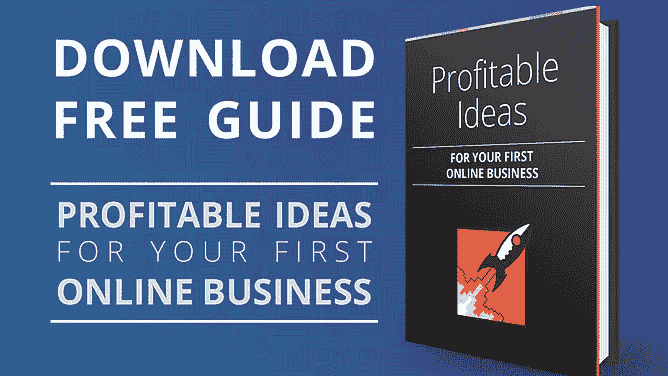 DOWNLOAD
FREE GUIDE
PROFITABLE IDEAS
FOR YOUR FIRST
ONLINE BUSINESS
Profitable
Ideas
FOR YOUR FIRST
ONLINE BUSINESS